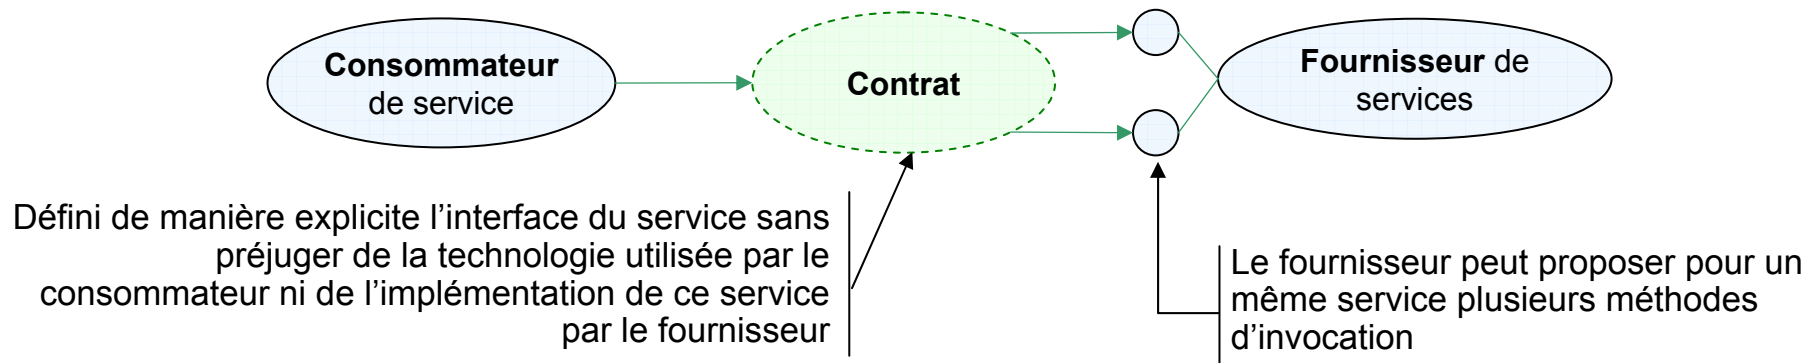 Consommateur
de service
Contrat
Fournisseur de
services
Défini de manière explicite l’interface du service sans
préjuger de la technologie utilisée par le
consommateur ni de l’implémentation de ce service
par le fournisseur
Le fournisseur peut proposer pour un
même service plusieurs méthodes
d’invocation